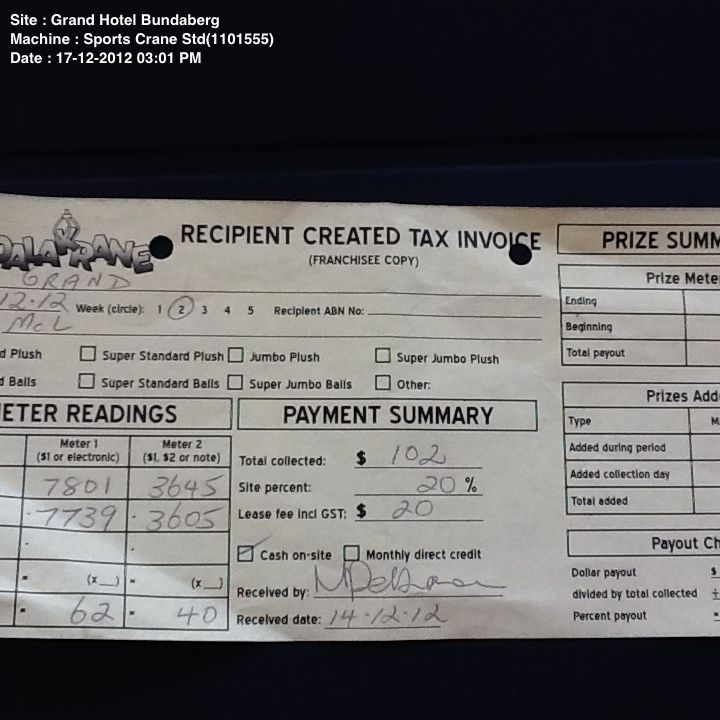 Site : Grand Hotel Bundaberg
Machine : Sports Crane Std(1101555)
Date : 17-12-2012 03:01 PM
RECIPIENT CREATED TAX INVOICE
(FRANCHISEE COPY)
GRAND
12.12 Week (circle): 1 2 3 4 5 Recipient ABN No:
McL
d Plush Super Standard Plush Jumbo Plush Super Jumbo Plush
d Balls Super Standard Balls Super Jumbo Balls Other:
ETER READINGS
Meter 1 Meter 2
($1 or electronic) ($1, $2 or note)
7801 3645
7739 3605
(x__) (x__)
62 40
PAYMENT SUMMARY
Total collected: $ 102
Site percent: 20 %
Lease fee incl GST: $ 20
Cash on-site Monthly direct credit
Received by:
Received date: 14.12.12
PRIZE SUMM
Prize Meter
Ending
Beginning
Total payout
Prizes Add
Type M
Added during period
Added collection day
Total added
Payout Ch
Dollar payout $
divided by total collected ÷
Percent payout =